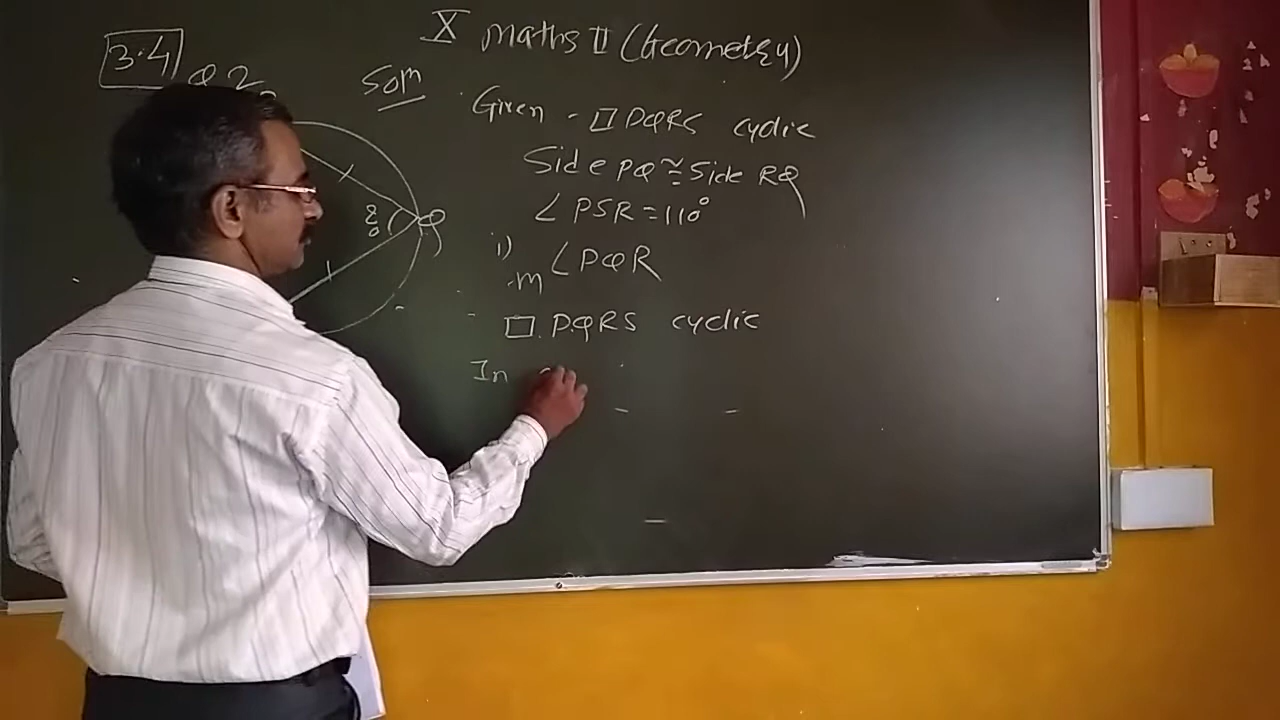 X maths II (Geometry)
3.4 Q 2
Soln
Given - □ PQRS cyclic
Side PQ ≅ Side RQ
∠ PSR = 110°
i) m ∠ PQR
□ PQRS cyclic
In
Q